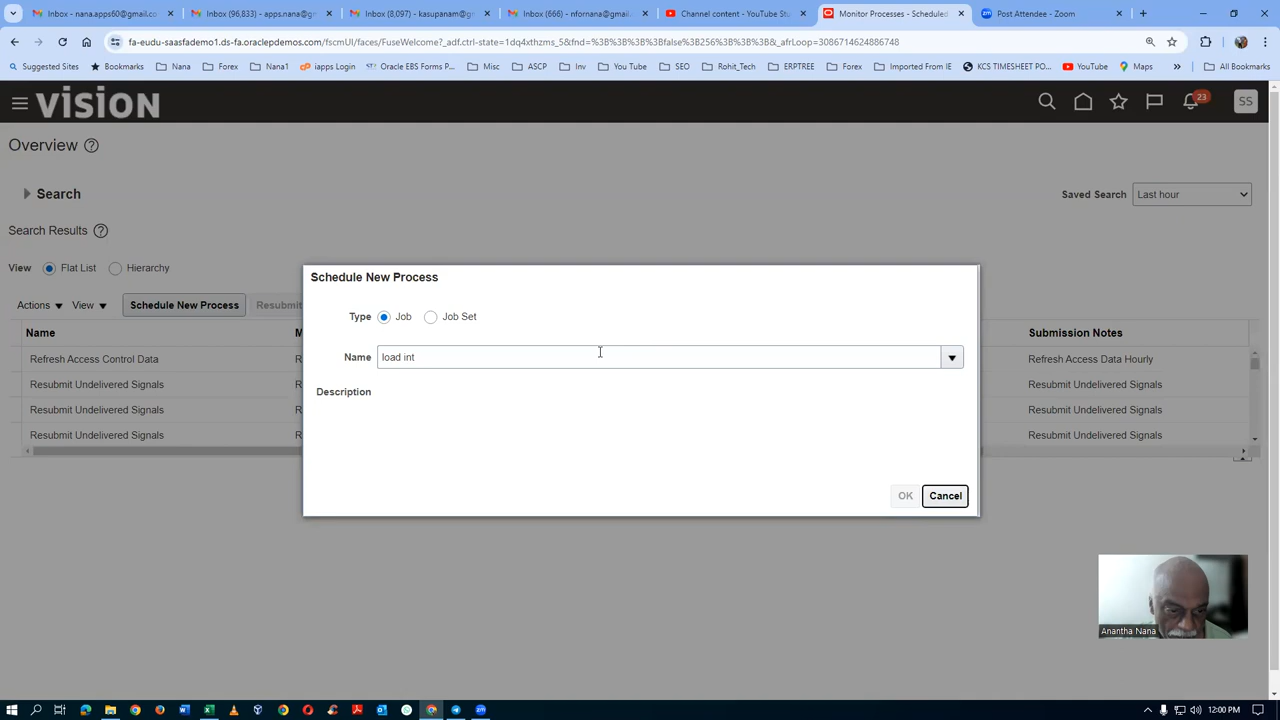 Inbox - nana.apps60@gmail.co
Inbox (96,833) - apps.nana@g
Inbox (8,097) - kasupanam@g
Inbox (666) - nfornana@gmail.
Channel content - YouTube Stu
Monitor Processes - Scheduled
Post Attendee - Zoom
fa-eudu-saasfademo1.ds-fa.oraclepdemos.com/fscmUI/faces/FuseWelcome?_adf.ctrl-state=1dq4xthzms_5&fnd=%3B%3B%3B%3Bfalse%3B256%3B%3B%3B&_afrLoop=3086714624886748
Suggested Sites
Bookmarks
Nana
Forex
Nana1
iapps Login
Oracle EBS Forms P...
Misc
ASCP
Inv
You Tube
SEO
Rohit_Tech
ERPTREE
Forex
Imported From IE
KCS TIMESHEET PO...
YouTube
Maps
»
All Bookmarks
VISION
23
SS
Overview
Search
Saved Search Last hour
Search Results
View Flat List Hierarchy
Actions View Schedule New Process Resubmit
Name
M
Submission Notes
Refresh Access Control Data
R
Refresh Access Data Hourly
Resubmit Undelivered Signals
R
Resubmit Undelivered Signals
Resubmit Undelivered Signals
R
Resubmit Undelivered Signals
Resubmit Undelivered Signals
R
Resubmit Undelivered Signals
Schedule New Process
Type Job Job Set
Name load int
Description
OK Cancel
Anantha Nana
12:00 PM